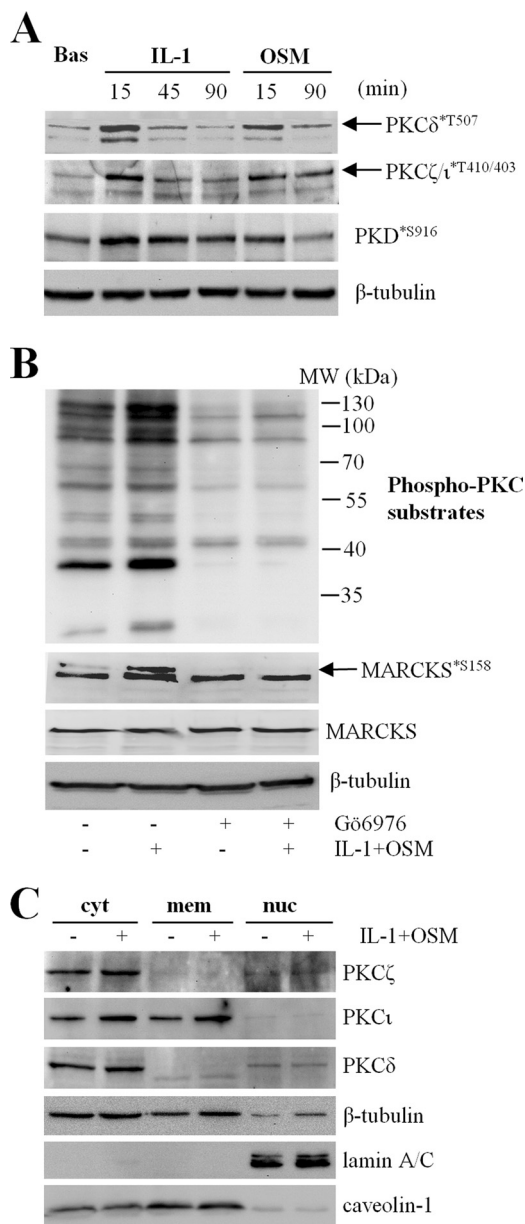 A
Bas IL-1 OSM
15 45 90 15 90 (min)
PKCδ*T507
PKCζ/ι*T410/403
PKD*S916
β-tubulin
B
MW (kDa)
130
100
70
Phospho-PKC
substrates
55
40
35
MARCKS*S158
MARCKS
β-tubulin
- - + + Gö6976
- + - + IL-1+OSM
C
cyt mem nuc
- + - + - + IL-1+OSM
PKCζ
PKCι
PKCδ
β-tubulin
lamin A/C
caveolin-1